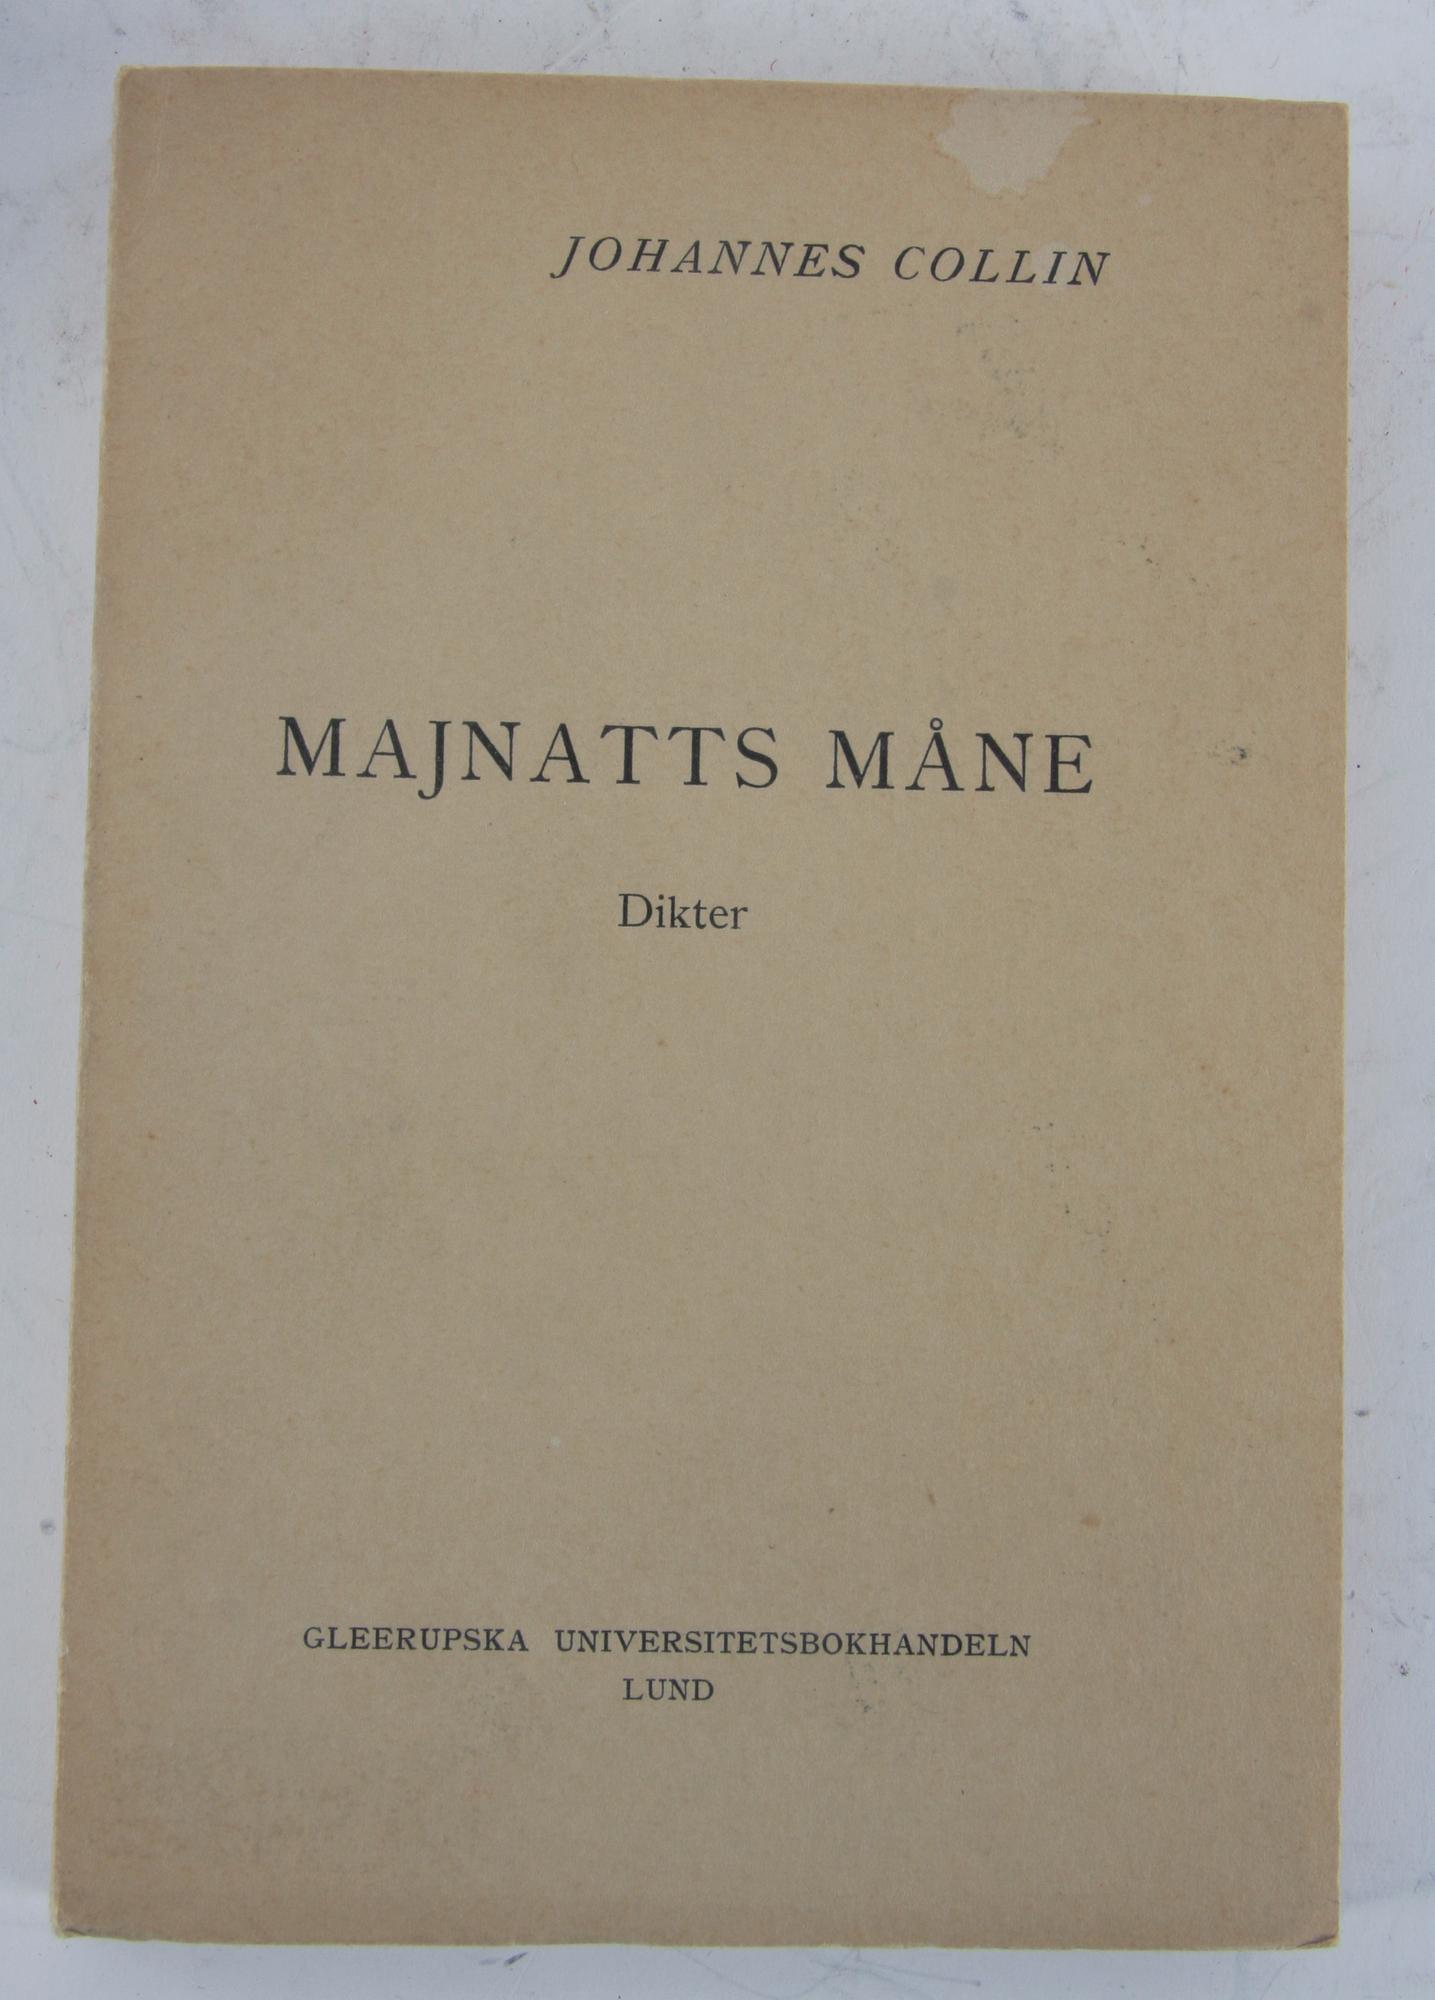 JOHANNES COLLIN
MAJNATTS MÅNE
Dikter
GLEERUPSKA UNIVERSITETSBOKHANDELN
LUND